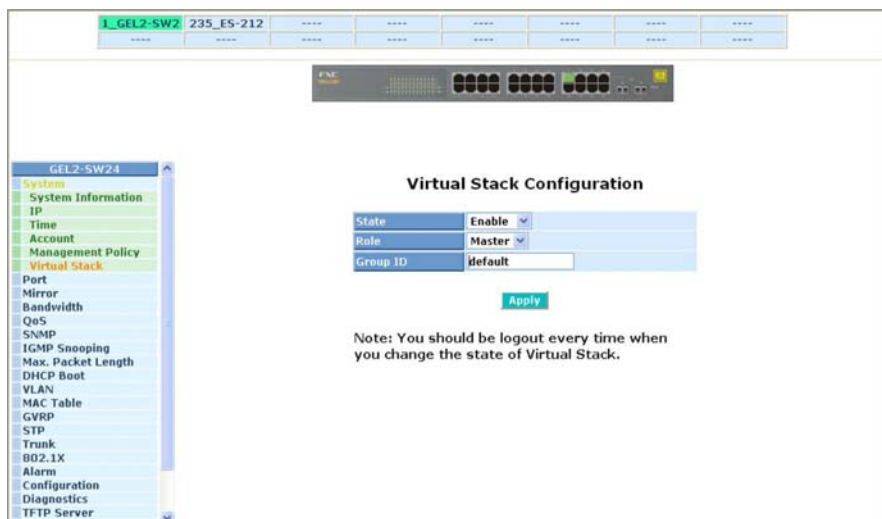 1_GEL2-SW2 235_ES-212 ---- ---- ---- ---- ---- ----
---- ---- ---- ---- ---- ---- ---- ----
FXC
GEL2-SW24
System
System Information
IP
Time
Account
Management Policy
Virtual Stack
Port
Mirror
Bandwidth
QoS
SNMP
IGMP Snooping
Max. Packet Length
DHCP Boot
VLAN
MAC Table
GVRP
STP
Trunk
802.1X
Alarm
Configuration
Diagnostics
TFTP Server
Virtual Stack Configuration
State Enable
Role Master
Group ID default
Apply
Note: You should be logout every time when
you change the state of Virtual Stack.